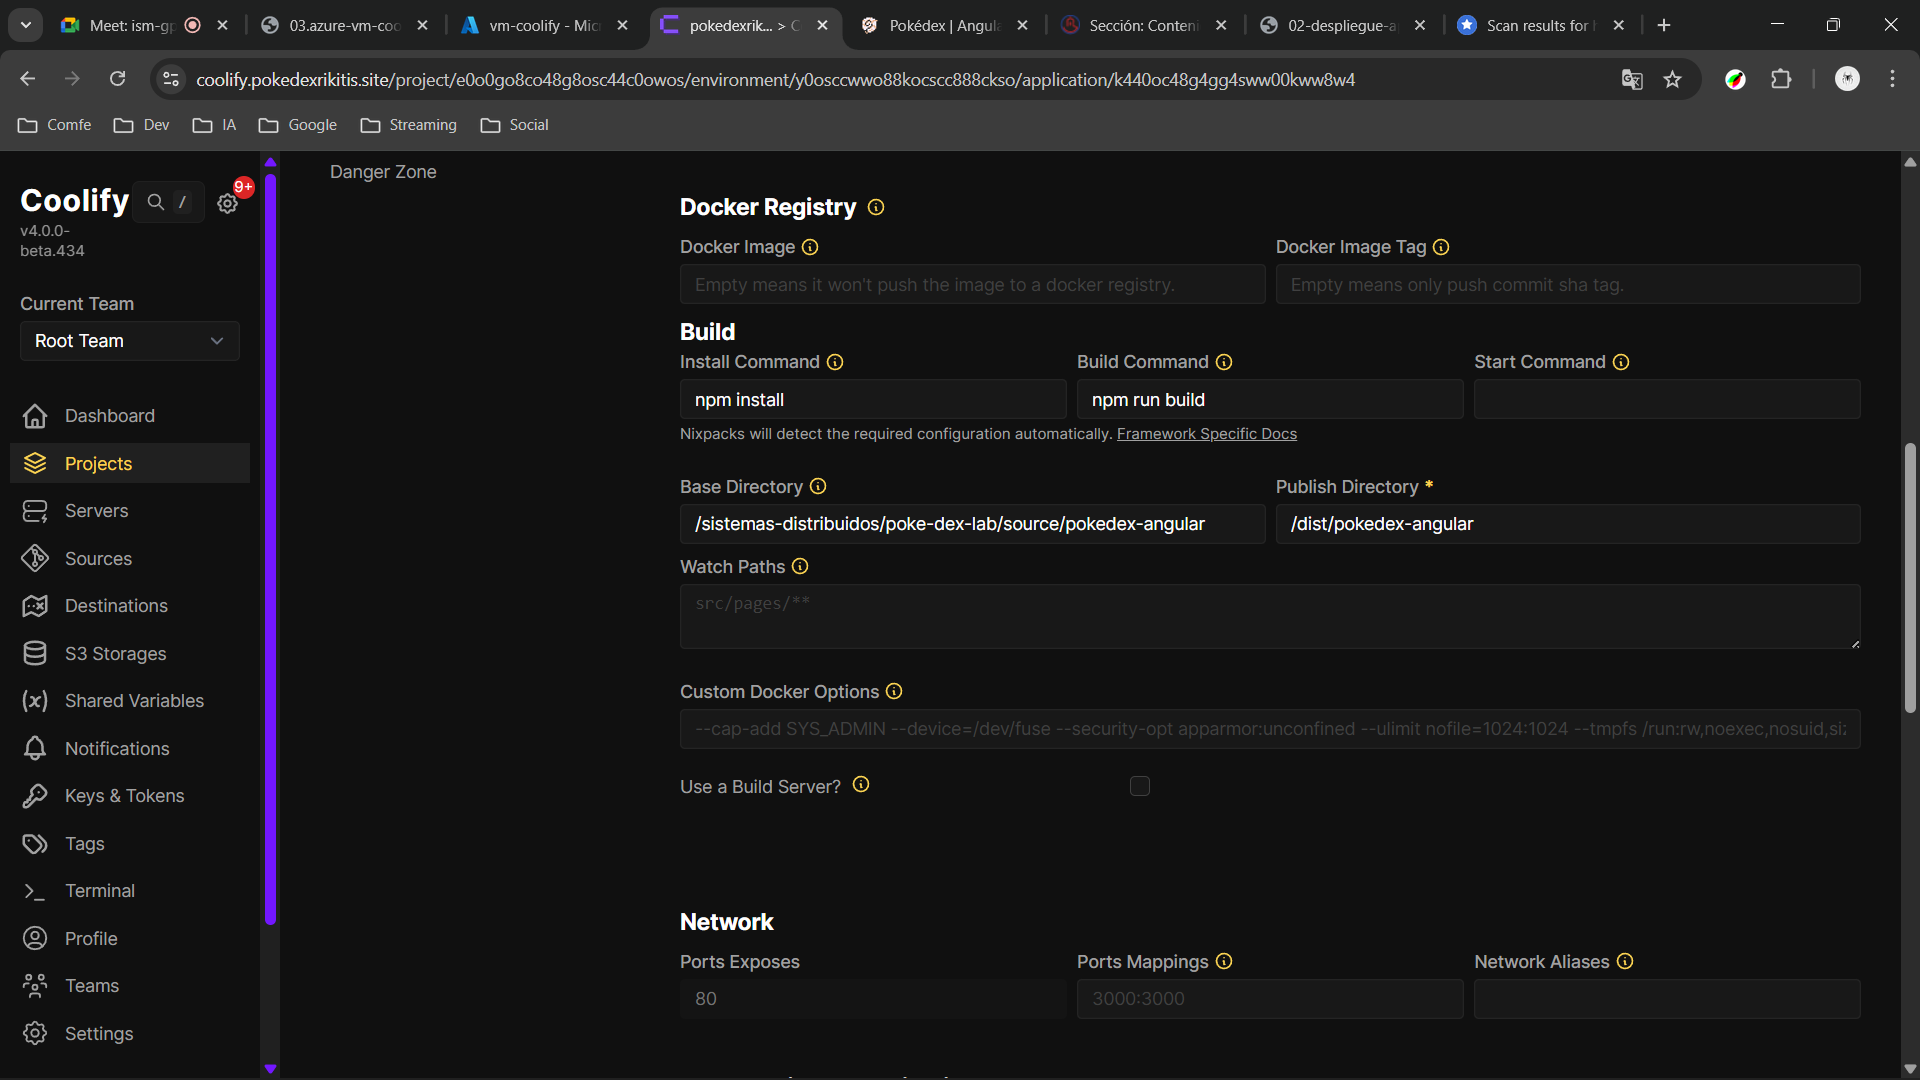 Meet: ism-gp
03.azure-vm-coo
vm-coolify - Mic
pokedexrik... > C
Pokédex | Angula
Sección: Conteni
02-despliegue-a
Scan results for h
coolify.pokedexrikitis.site/project/e0o0go8co48g8osc44c0owos/environment/y0osccwwo88kocscc888ckso/application/k440oc48g4gg4sww00kww8w4
Comfe
Dev
IA
Google
Streaming
Social
Coolify
/
9+
v4.0.0-
beta.434
Current Team
Root Team
Dashboard
Projects
Servers
Sources
Destinations
S3 Storages
Shared Variables
Notifications
Keys & Tokens
Tags
Terminal
Profile
Teams
Settings
Danger Zone
Docker Registry
Docker Image
Docker Image Tag
Empty means it won't push the image to a docker registry.
Empty means only push commit sha tag.
Build
Install Command
Build Command
Start Command
npm install
npm run build
Nixpacks will detect the required configuration automatically. Framework Specific Docs
Base Directory
Publish Directory *
/sistemas-distribuidos/poke-dex-lab/source/pokedex-angular
/dist/pokedex-angular
Watch Paths
src/pages/**
Custom Docker Options
--cap-add SYS_ADMIN --device=/dev/fuse --security-opt apparmor:unconfined --ulimit nofile=1024:1024 --tmpfs /run:rw,noexec,nosuid,siz
Use a Build Server?
Network
Ports Exposes
Ports Mappings
Network Aliases
80
3000:3000